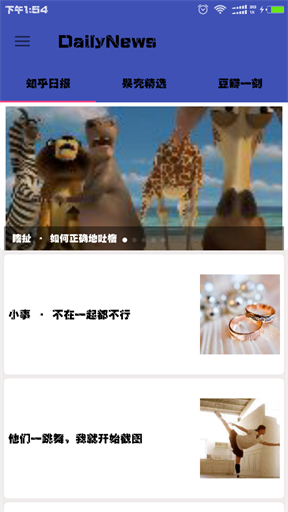 下午1:54
DailyNews
知乎日报 果壳精选 豆瓣一刻
瞎扯 · 如何正确地吐槽
小事 · 不在一起都不行
他们一跳舞，我就开始截图